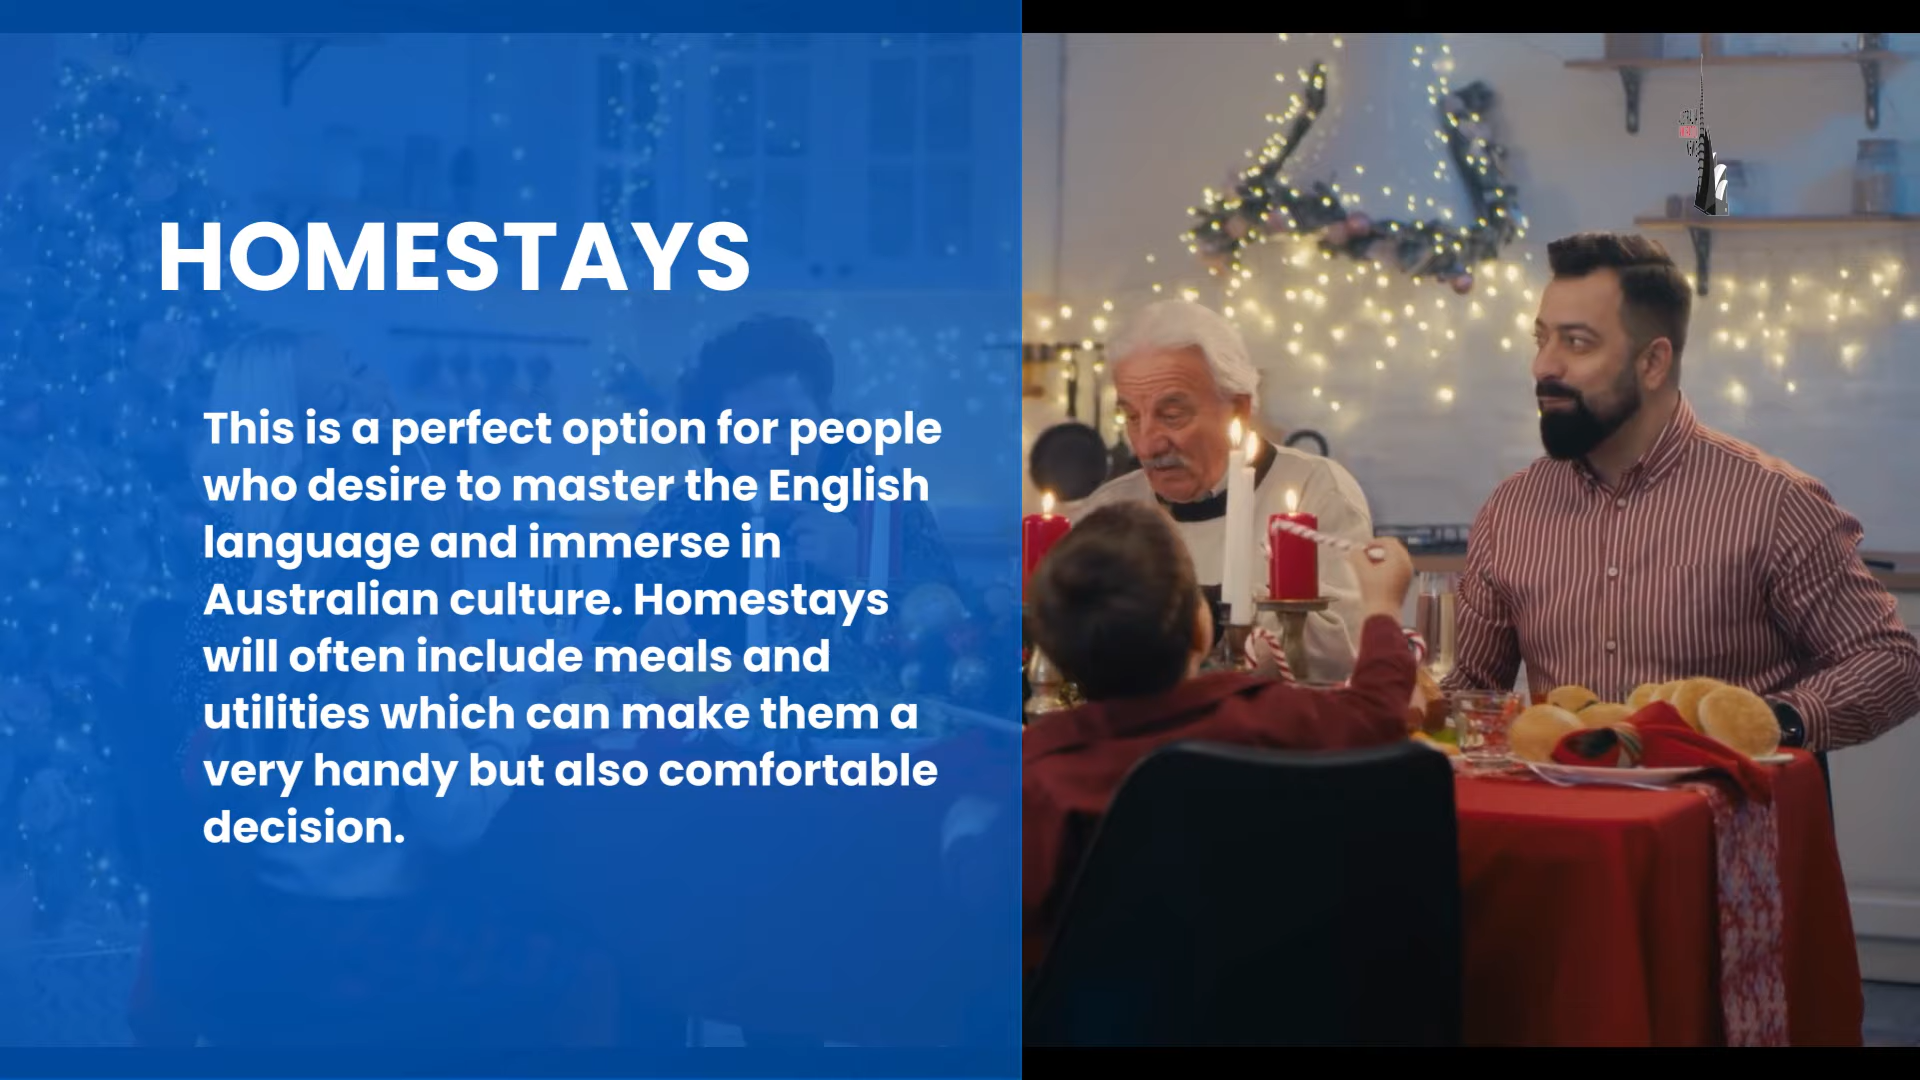 HOMESTAYS
This is a perfect option for people
who desire to master the English
language and immerse in
Australian culture. Homestays
will often include meals and
utilities which can make them a
very handy but also comfortable
decision.